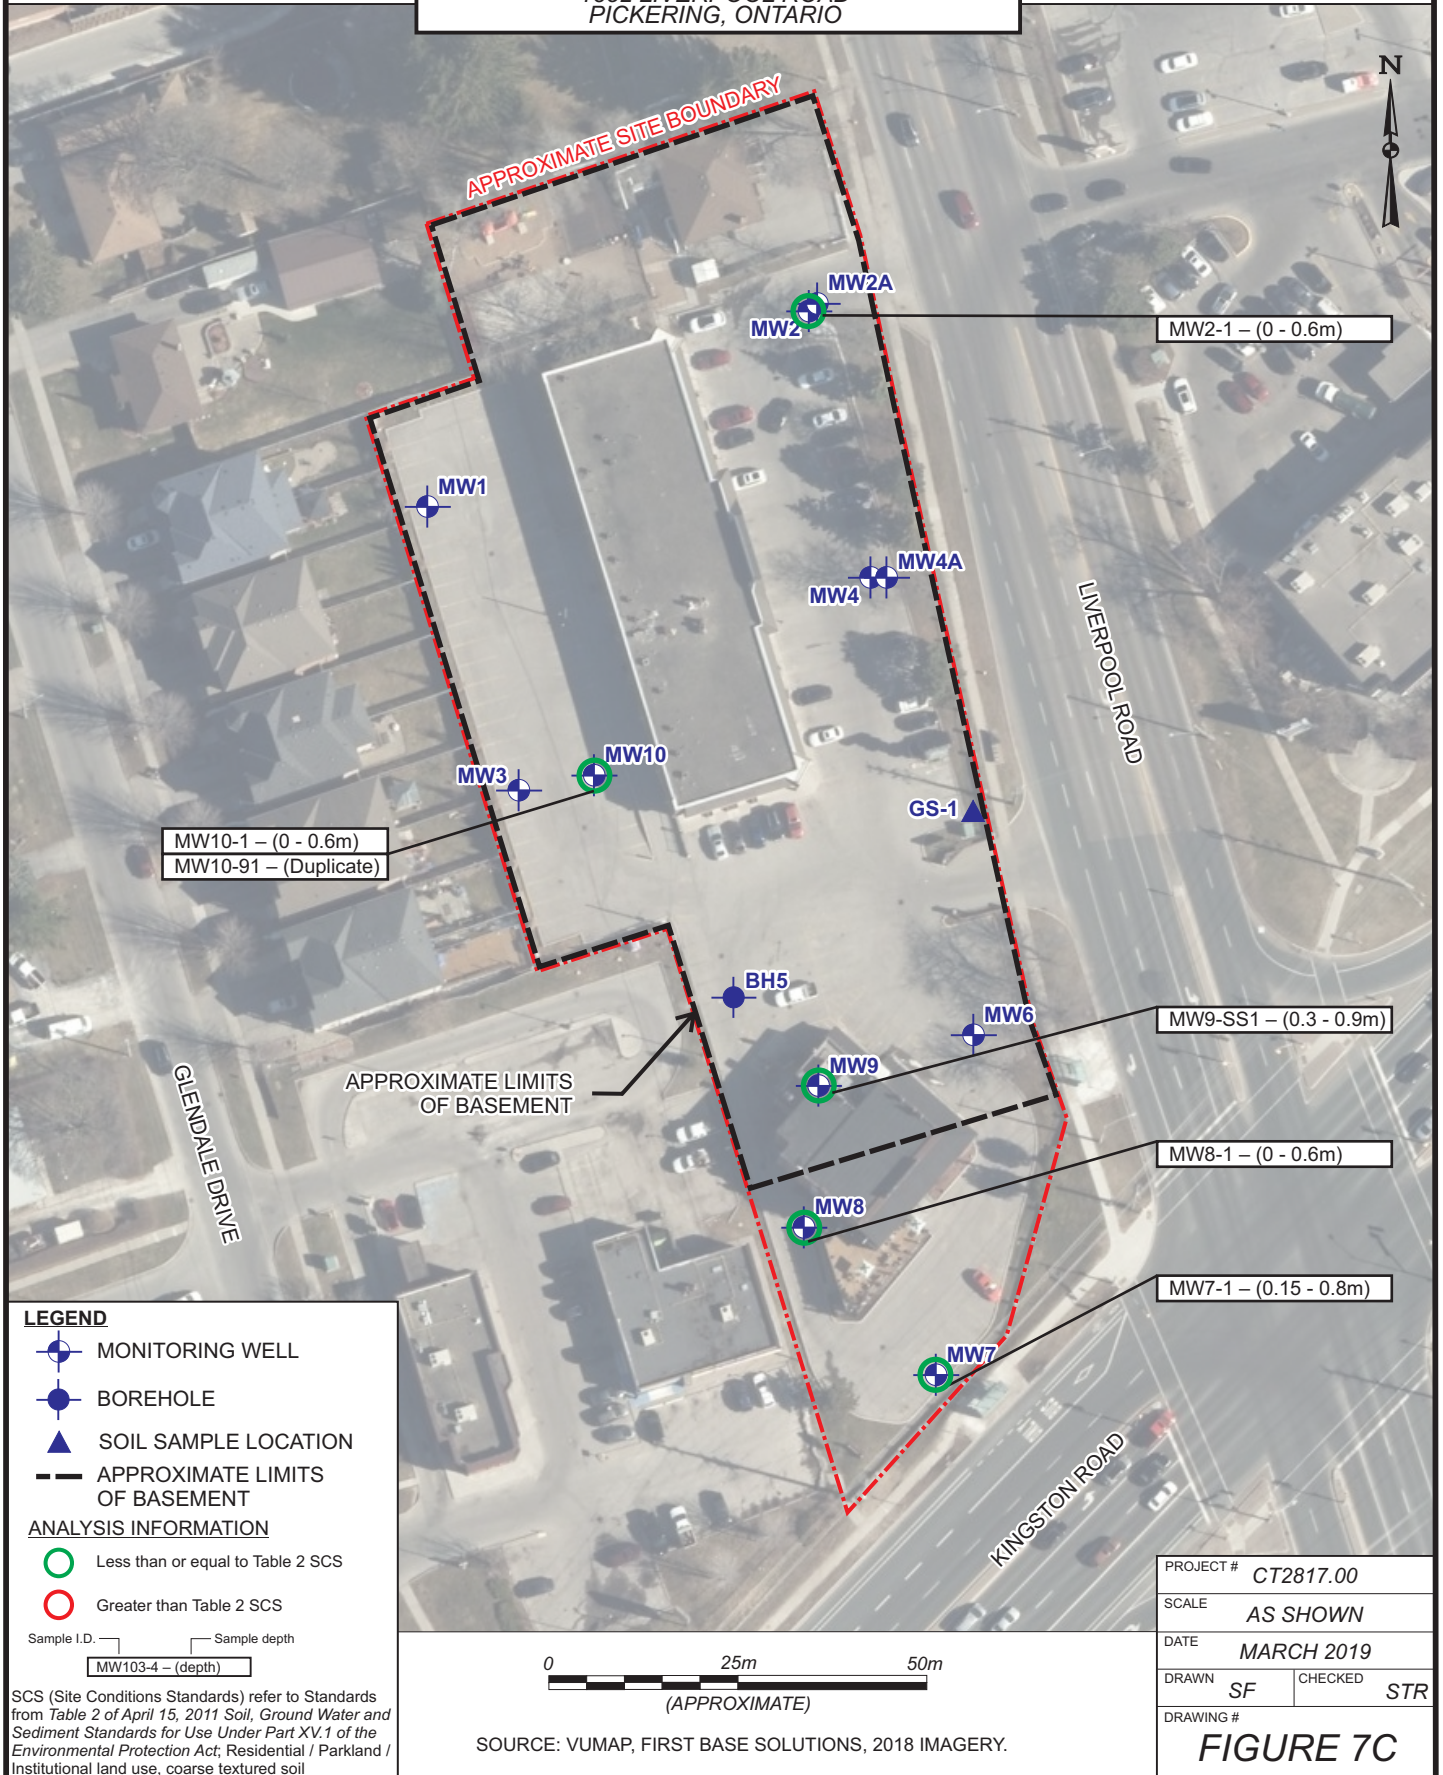 PICKERING, ONTARIO
N
APPROXIMATE SITE BOUNDARY
MW2A
MW2
MW2-1 – (0 - 0.6m)
MW1
MW4A
MW4
LIVERPOOL ROAD
MW10
MW3
GS-1
MW10-1 – (0 - 0.6m)
MW10-91 – (Duplicate)
BH5
MW6
MW9-SS1 – (0.3 - 0.9m)
MW9
APPROXIMATE LIMITS
OF BASEMENT
GLENDALE DRIVE
MW8-1 – (0 - 0.6m)
MW8
MW7-1 – (0.15 - 0.8m)
MW7
KINGSTON ROAD
LEGEND
MONITORING WELL
BOREHOLE
SOIL SAMPLE LOCATION
APPROXIMATE LIMITS
OF BASEMENT
ANALYSIS INFORMATION
Less than or equal to Table 2 SCS
Greater than Table 2 SCS
Sample I.D. Sample depth
MW103-4 – (depth)
SCS (Site Conditions Standards) refer to Standards
from Table 2 of April 15, 2011 Soil, Ground Water and
Sediment Standards for Use Under Part XV.1 of the
Environmental Protection Act; Residential / Parkland /
Institutional land use, coarse textured soil
0 25m 50m
(APPROXIMATE)
SOURCE: VUMAP, FIRST BASE SOLUTIONS, 2018 IMAGERY.
PROJECT # CT2817.00
SCALE AS SHOWN
DATE MARCH 2019
DRAWN SF CHECKED STR
DRAWING #
FIGURE 7C